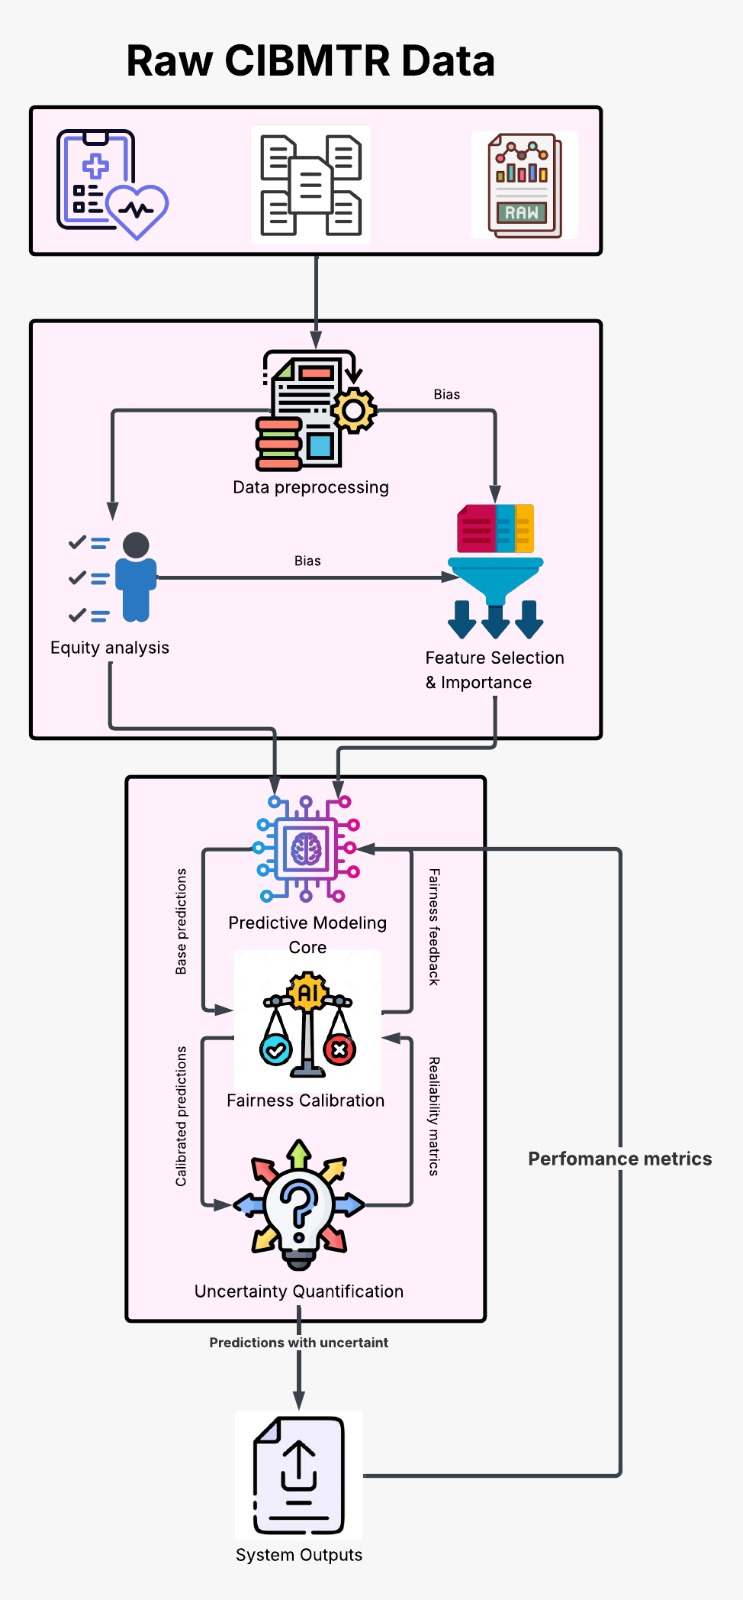 Raw CIBMTR Data
RAW
Bias
Data preprocessing
Bias
Equity analysis
Feature Selection
& Importance
Base predictions
Fairness feedback
Predictive Modeling
Core
AI
Fairness Calibration
Calibrated predictions
Realiability matrics
Perfomance metrics
?
Uncertainty Quantification
Predictions with uncertaint
System Outputs